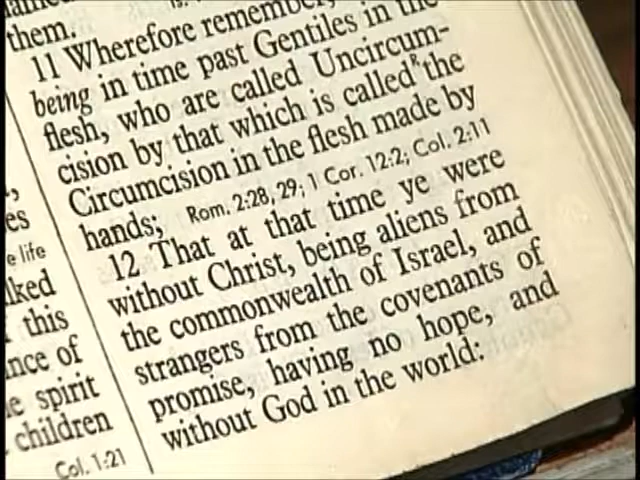 them.
es
e life
lked
this
nce of
e spirit
children
Col. 1:21
11 Wherefore remember,
being in time past Gentiles in the
flesh, who are called Uncircum-
cision by that which is called R the
Circumcision in the flesh made by
hands; Rom. 2:28, 29; 1 Cor. 12:2; Col. 2:11
12 That at that time ye were
without Christ, being aliens from
the commonwealth of Israel, and
strangers from the covenants of
promise, having no hope, and
without God in the world: